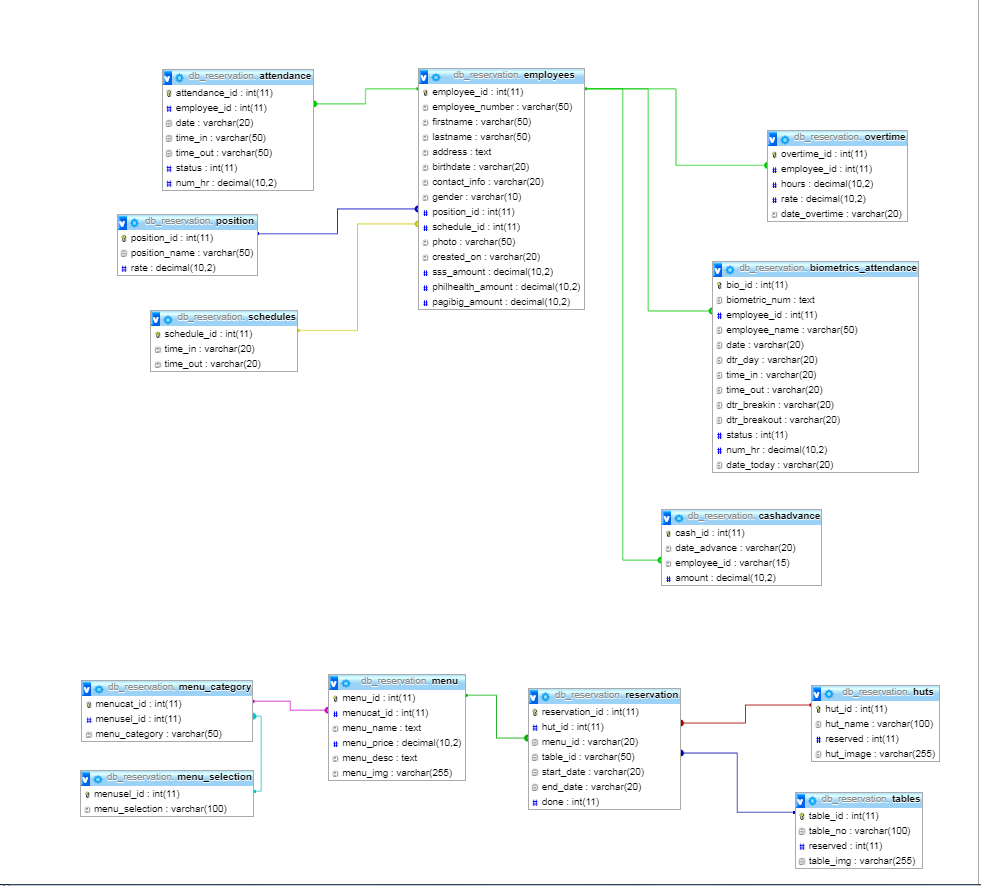 db_reservation. attendance
attendance_id : int(11)
employee_id : int(11)
date : varchar(20)
time_in : varchar(50)
time_out : varchar(50)
status : int(11)
num_hr : decimal(10,2)
db_reservation. employees
employee_id : int(11)
employee_number : varchar(50)
firstname : varchar(50)
lastname : varchar(50)
address : text
birthdate : varchar(20)
contact_info : varchar(20)
gender : varchar(10)
position_id : int(11)
schedule_id : int(11)
photo : varchar(50)
created_on : varchar(20)
sss_amount : decimal(10,2)
philhealth_amount : decimal(10,2)
pagibig_amount : decimal(10,2)
db_reservation. overtime
overtime_id : int(11)
employee_id : int(11)
hours : decimal(10,2)
rate : decimal(10,2)
date_overtime : varchar(20)
db_reservation. position
position_id : int(11)
position_name : varchar(50)
rate : decimal(10,2)
db_reservation. biometrics_attendance
bio_id : int(11)
biometric_num : text
employee_id : int(11)
employee_name : varchar(50)
date : varchar(20)
dtr_day : varchar(20)
time_in : varchar(20)
time_out : varchar(20)
dtr_breakin : varchar(20)
dtr_breakout : varchar(20)
status : int(11)
num_hr : decimal(10,2)
date_today : varchar(20)
db_reservation. schedules
schedule_id : int(11)
time_in : varchar(20)
time_out : varchar(20)
db_reservation. cashadvance
cash_id : int(11)
date_advance : varchar(20)
employee_id : varchar(15)
amount : decimal(10,2)
db_reservation. menu_category
menucat_id : int(11)
menusel_id : int(11)
menu_category : varchar(50)
db_reservation. menu
menu_id : int(11)
menucat_id : int(11)
menu_name : text
menu_price : decimal(10,2)
menu_desc : text
menu_img : varchar(255)
db_reservation. reservation
reservation_id : int(11)
hut_id : int(11)
menu_id : varchar(20)
table_id : varchar(50)
start_date : varchar(20)
end_date : varchar(20)
done : int(11)
db_reservation. huts
hut_id : int(11)
hut_name : varchar(100)
reserved : int(11)
hut_image : varchar(255)
db_reservation. menu_selection
menusel_id : int(11)
menu_selection : varchar(100)
db_reservation. tables
table_id : int(11)
table_no : varchar(100)
reserved : int(11)
table_img : varchar(255)